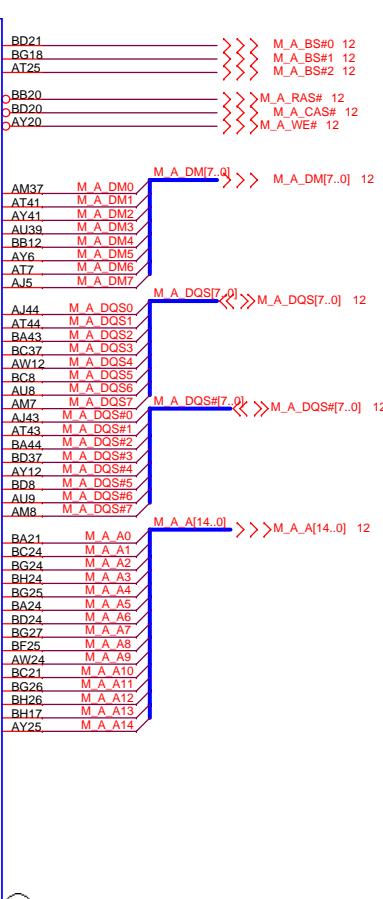 BD21 M_A_BS#0 12
BG18 M_A_BS#1 12
AT25 M_A_BS#2 12
BB20 M_A_RAS# 12
BD20 M_A_CAS# 12
AY20 M_A_WE# 12
M_A_DM[7..0] M_A_DM[7..0] 12
AM37 M_A_DM0
AT41 M_A_DM1
AY41 M_A_DM2
AU39 M_A_DM3
BB12 M_A_DM4
AY6 M_A_DM5
AT7 M_A_DM6
AJ5 M_A_DM7
M_A_DQS[7..0] M_A_DQS[7..0] 12
AJ44 M_A_DQS0
AT44 M_A_DQS1
BA43 M_A_DQS2
BC37 M_A_DQS3
AW12 M_A_DQS4
BC8 M_A_DQS5
AU8 M_A_DQS6
AM7 M_A_DQS7
M_A_DQS#[7..0] M_A_DQS#[7..0] 12
AJ43 M_A_DQS#0
AT43 M_A_DQS#1
BA44 M_A_DQS#2
BD37 M_A_DQS#3
AY12 M_A_DQS#4
BD8 M_A_DQS#5
AU9 M_A_DQS#6
AM8 M_A_DQS#7
M_A_A[14..0] M_A_A[14..0] 12
BA21 M_A_A0
BC24 M_A_A1
BG24 M_A_A2
BH24 M_A_A3
BG25 M_A_A4
BA24 M_A_A5
BD24 M_A_A6
BG27 M_A_A7
BF25 M_A_A8
AW24 M_A_A9
BC21 M_A_A10
BG26 M_A_A11
BH26 M_A_A12
BH17 M_A_A13
AY25 M_A_A14